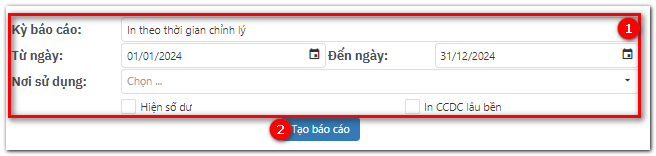 Kỳ báo cáo: In theo thời gian chỉnh lý 1
Từ ngày: 01/01/2024 Đến ngày: 31/12/2024
Nơi sử dụng: Chọn ...
Hiện số dư In CCDC lâu bền
2 Tạo báo cáo